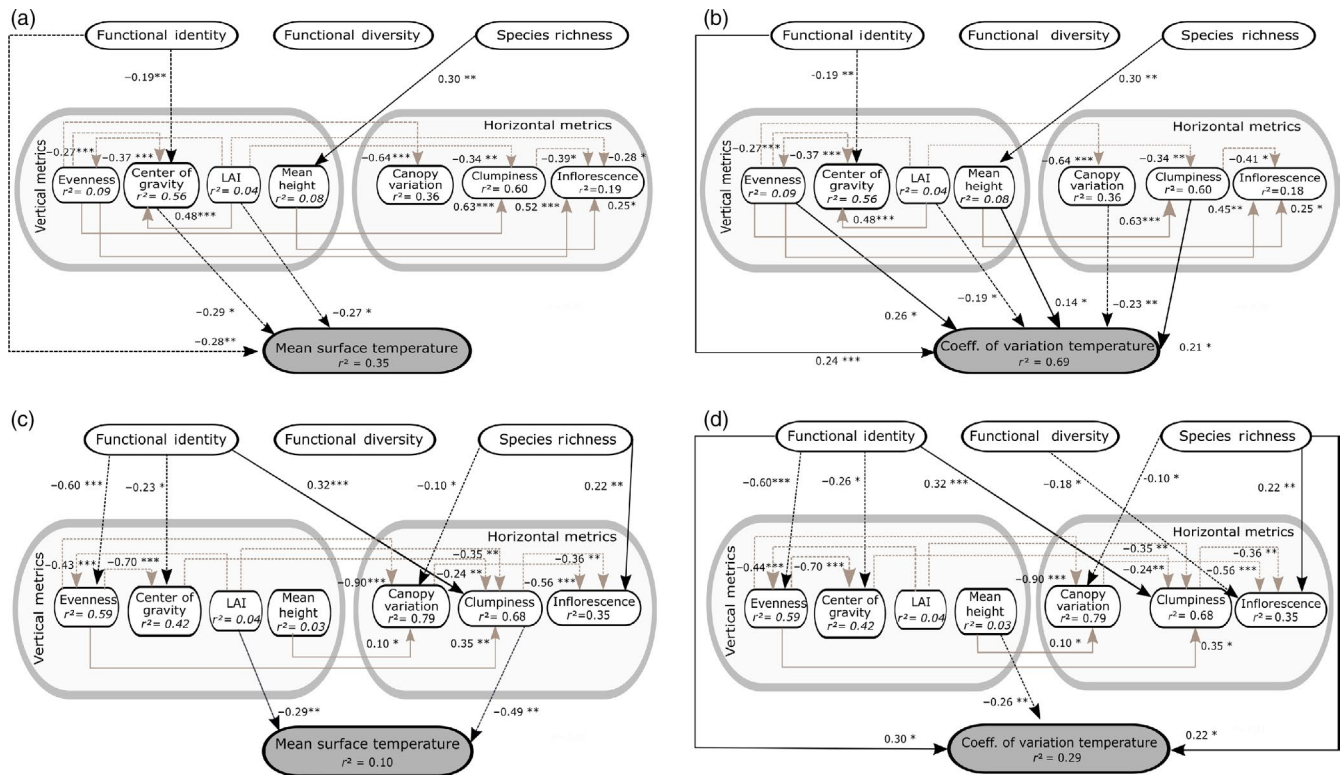 (a)
Functional identity
Functional diversity
Species richness
−0.19**
0.30 **
Horizontal metrics
Vertical metrics
−0.27***
−0.37 ***
−0.64***
−0.34 **
−0.39*
−0.28 *
Evenness
r² = 0.09
Center of
gravity
r² = 0.56
LAI
r² = 0.04
Mean
height
r² = 0.08
Canopy
variation
r² = 0.36
Clumpiness
r² = 0.60
Inflorescence
r²=0.19
0.48***
0.63***
0.52 ***
0.25*
−0.29 *
−0.27 *
−0.28**
Mean surface temperature
r² = 0.35
(b)
Functional identity
Functional diversity
Species richness
−0.19 **
0.30 **
Horizontal metrics
Vertical metrics
−0.27***
−0.37 ***
−0.64 ***
−0.34 **
−0.41 *
Evenness
r² = 0.09
Center of
gravity
r² = 0.56
LAI
r² = 0.04
Mean
height
r² = 0.08
Canopy
variation
r² = 0.36
Clumpiness
r² = 0.60
Inflorescence
r²= 0.18
0.48***
0.63***
0.45**
0.25 *
0.26 *
−0.19 *
0.14 *
−0.23 **
0.21 *
0.24 ***
Coeff. of variation temperature
r² = 0.69
(c)
Functional identity
Functional diversity
Species richness
−0.60 ***
−0.23 *
0.32***
−0.10 *
0.22 **
Horizontal metrics
Vertical metrics
−0.43 ***
−0.70 ***
−0.90***
−0.35 **
−0.24 **
−0.36 **
−0.56 ***
Evenness
r² = 0.59
Center of
gravity
r² = 0.42
LAI
r² = 0.04
Mean
height
r² = 0.03
Canopy
variation
r² = 0.79
Clumpiness
r² = 0.68
Inflorescence
r²=0.35
0.10 *
0.35 **
−0.29**
−0.49 **
Mean surface temperature
r² = 0.10
(d)
Functional identity
Functional diversity
Species richness
−0.60***
−0.26 *
0.32 ***
−0.18 *
−0.10 *
0.22 **
Horizontal metrics
Vertical metrics
−0.44***
−0.70 ***
−0.90 ***
−0.35 **
−0.24**
−0.36 **
−0.56 ***
Evenness
r² = 0.59
Center of
gravity
r² = 0.42
LAI
r² = 0.04
Mean
height
r² = 0.03
Canopy
variation
r² = 0.79
Clumpiness
r² = 0.68
Inflorescence
r² = 0.35
0.10 *
0.35 *
−0.26 **
0.30 *
0.22 *
Coeff. of variation temperature
r² = 0.29